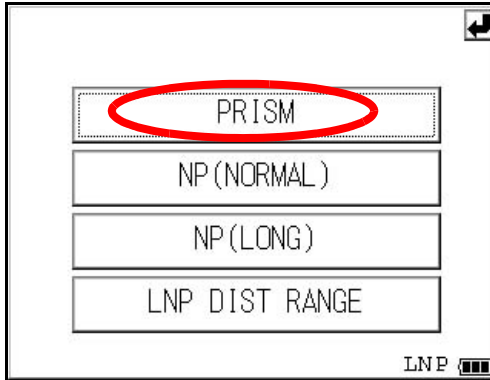 PRISM
NP(NORMAL)
NP(LONG)
LNP DIST RANGE
LNP